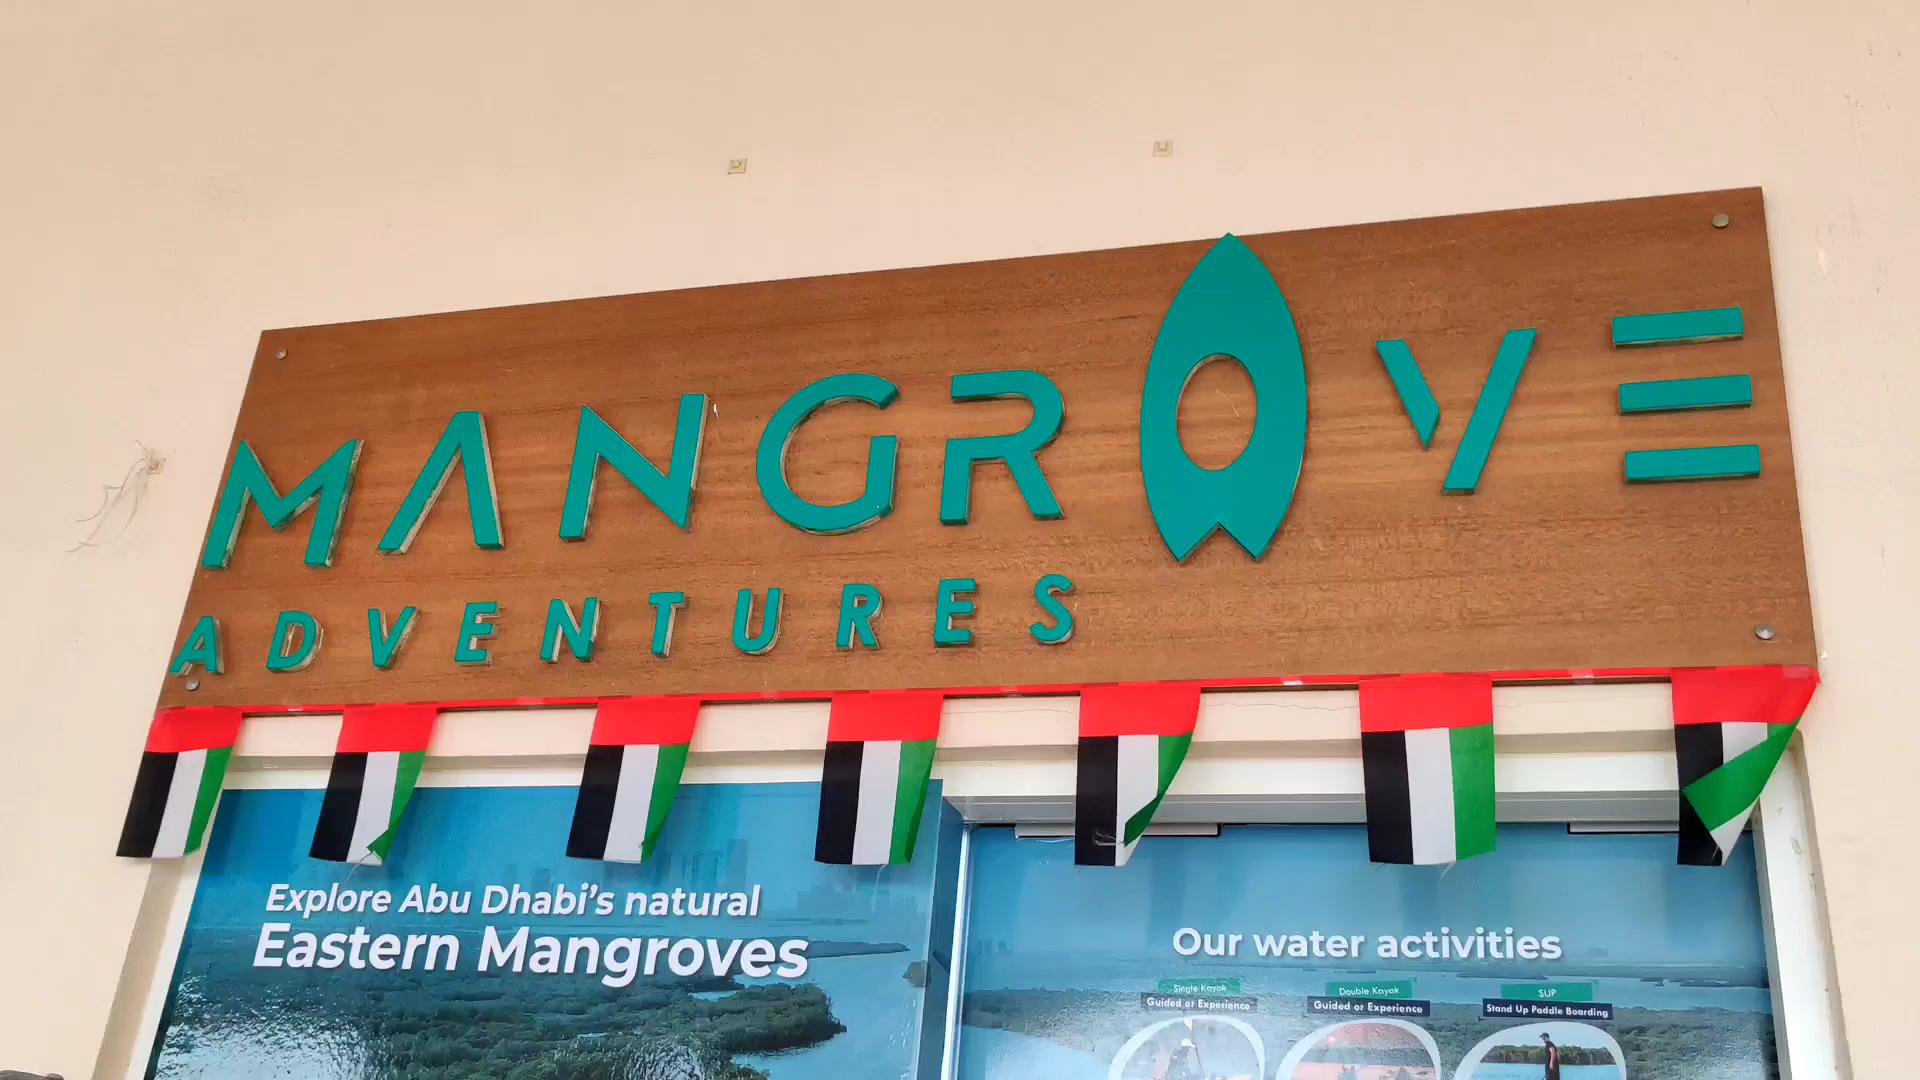 MANGROVE
ADVENTURES
Explore Abu Dhabi's natural
Eastern Mangroves
Our water activities
Single Kayak
Guided or Experience
Double Kayak
Guided or Experience
SUP
Stand Up Paddle Boarding